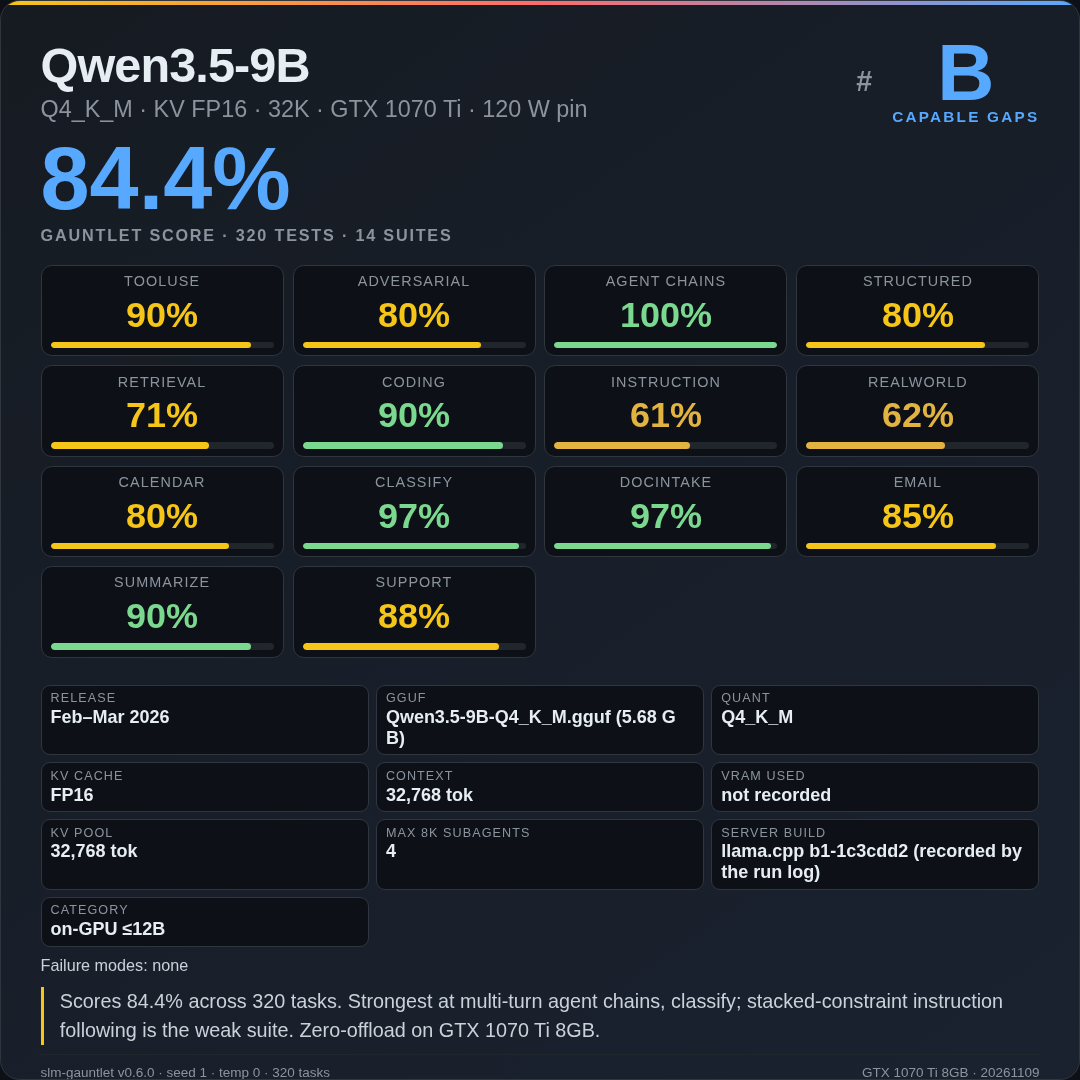 Qwen3.5-9B
# B
Q4_K_M · KV FP16 · 32K · GTX 1070 Ti · 120 W pin
CAPABLE GAPS
84.4%
GAUNTLET SCORE · 320 TESTS · 14 SUITES
TOOLUSE
90%
ADVERSARIAL
80%
AGENT CHAINS
100%
STRUCTURED
80%
RETRIEVAL
71%
CODING
90%
INSTRUCTION
61%
REALWORLD
62%
CALENDAR
80%
CLASSIFY
97%
DOCINTAKE
97%
EMAIL
85%
SUMMARIZE
90%
SUPPORT
88%
RELEASE
Feb–Mar 2026
GGUF
Qwen3.5-9B-Q4_K_M.gguf (5.68 G
B)
QUANT
Q4_K_M
KV CACHE
FP16
CONTEXT
32,768 tok
VRAM USED
not recorded
KV POOL
32,768 tok
MAX 8K SUBAGENTS
4
SERVER BUILD
llama.cpp b1-1c3cdd2 (recorded by
the run log)
CATEGORY
on-GPU ≤12B
Failure modes: none
Scores 84.4% across 320 tasks. Strongest at multi-turn agent chains, classify; stacked-constraint instruction
following is the weak suite. Zero-offload on GTX 1070 Ti 8GB.
slm-gauntlet v0.6.0 · seed 1 · temp 0 · 320 tasks
GTX 1070 Ti 8GB · 20261109